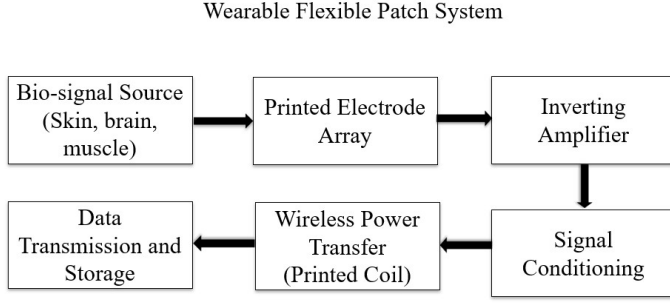 Wearable Flexible Patch System
Bio-signal Source
(Skin, brain,
muscle)
Printed Electrode
Array
Inverting
Amplifier
Signal
Conditioning
Wireless Power
Transfer
(Printed Coil)
Data
Transmission and
Storage